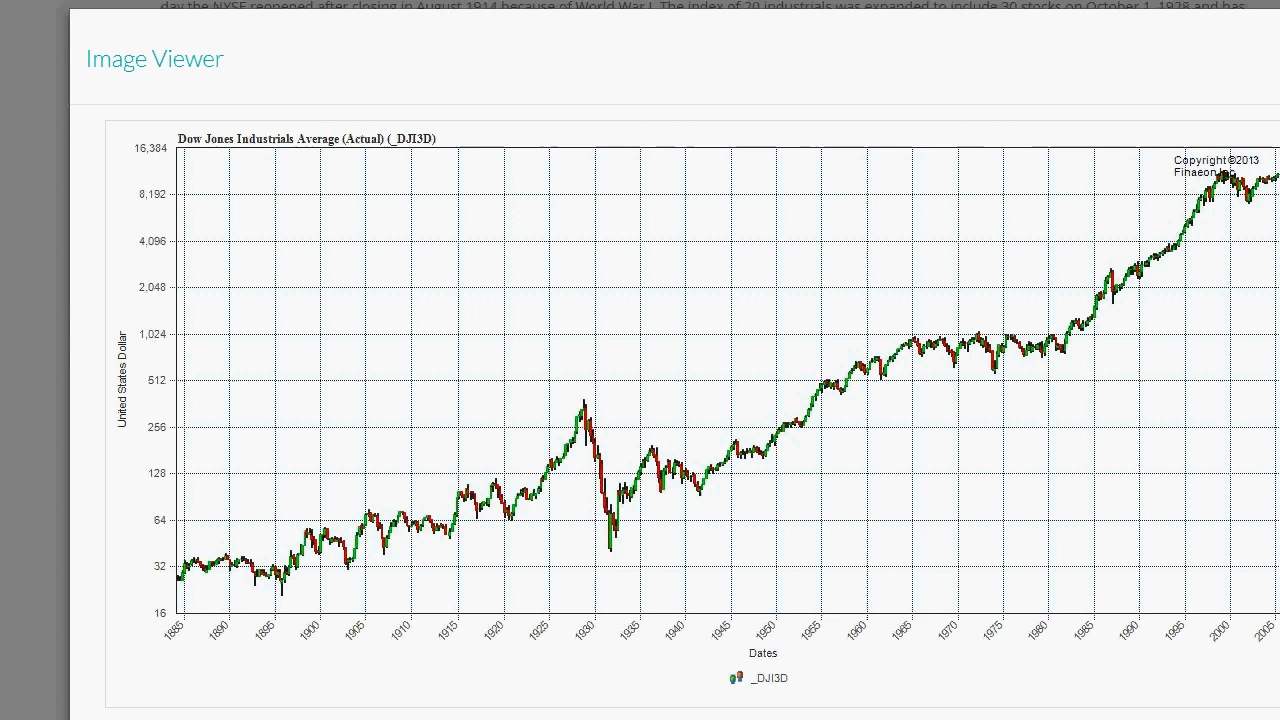 day the NYSE reopened after closing in August 1914 because of World War I. The index of 20 industrials was expanded to include 30 stocks on October 1, 1928 and has
Image Viewer
Dow Jones Industrials Average (Actual) (_DJI3D)
Copyright©2013
Finaeon Inc
16,384
8,192
4,096
2,048
1,024
512
256
128
64
32
16
United States Dollar
1885 1890 1895 1900 1905 1910 1915 1920 1925 1930 1935 1940 1945 1950 1955 1960 1965 1970 1975 1980 1985 1990 1995 2000 2005
Dates
_DJI3D